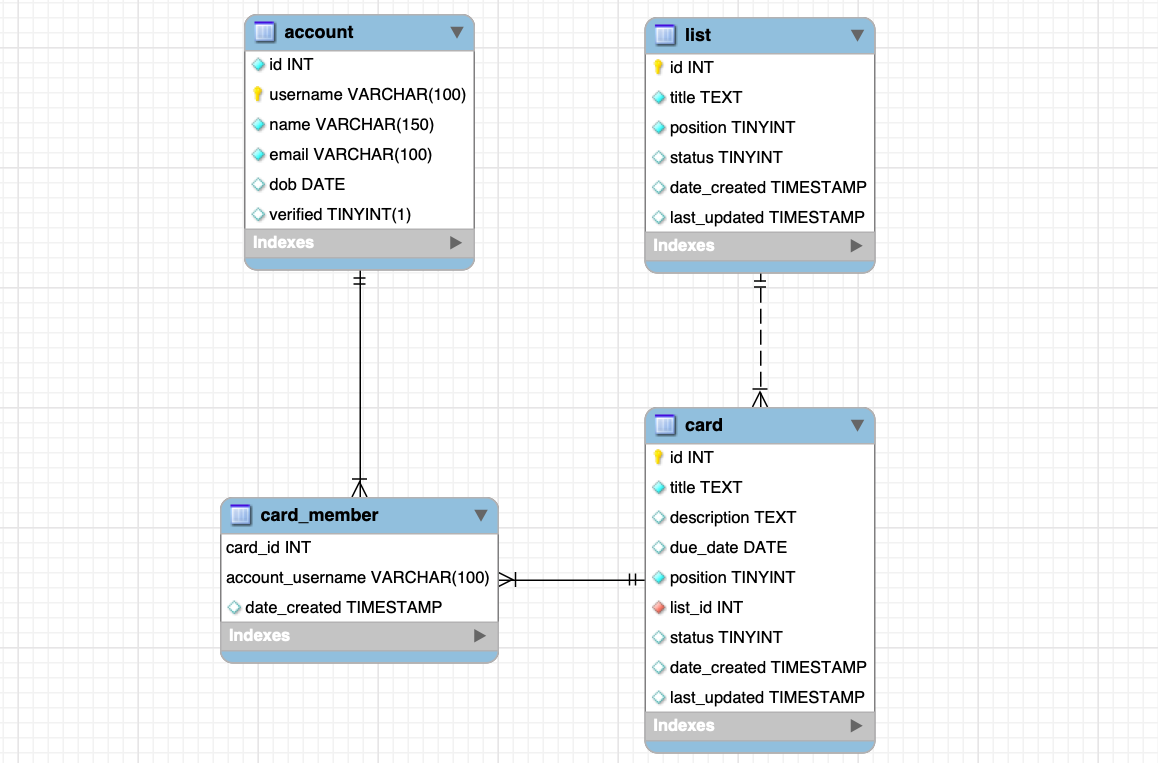 account
id INT
username VARCHAR(100)
name VARCHAR(150)
email VARCHAR(100)
dob DATE
verified TINYINT(1)
Indexes
list
id INT
title TEXT
position TINYINT
status TINYINT
date_created TIMESTAMP
last_updated TIMESTAMP
Indexes
card_member
card_id INT
account_username VARCHAR(100)
date_created TIMESTAMP
Indexes
card
id INT
title TEXT
description TEXT
due_date DATE
position TINYINT
list_id INT
status TINYINT
date_created TIMESTAMP
last_updated TIMESTAMP
Indexes